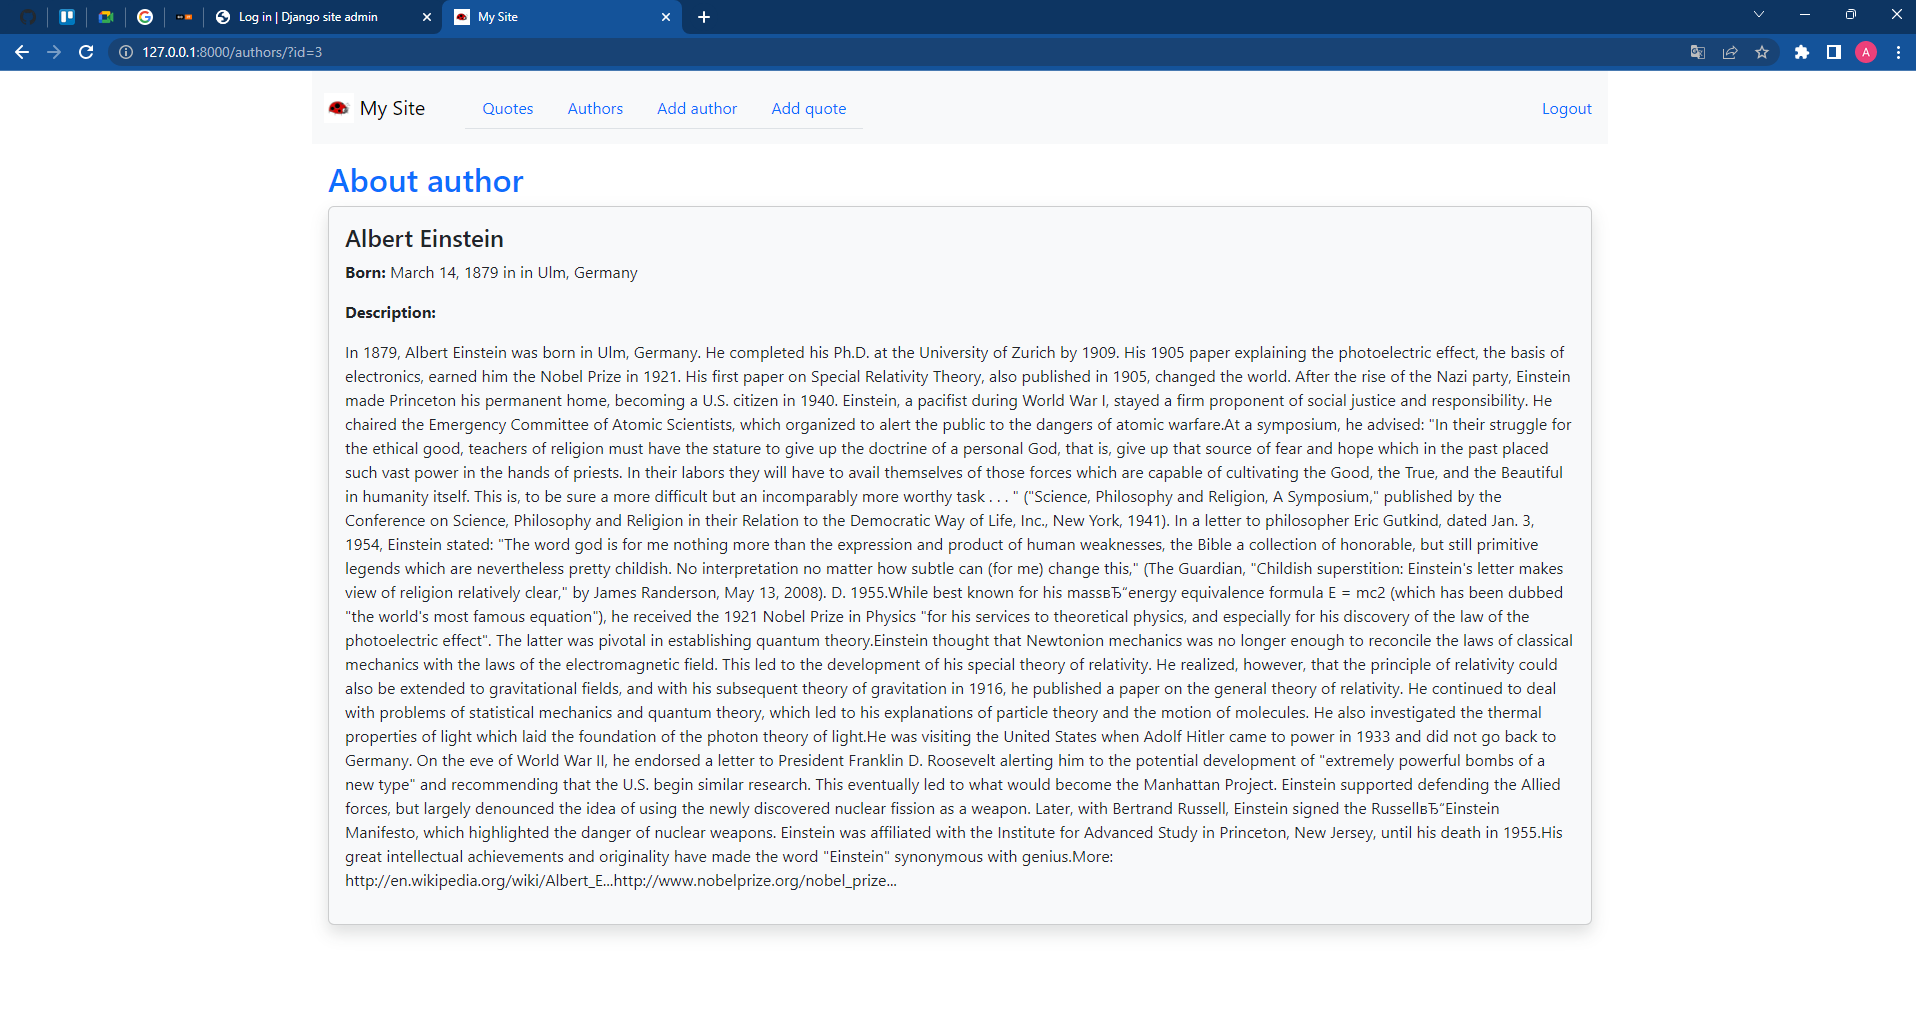 Log in | Django site admin
My Site
127.0.0.1:8000/authors/?id=3
A
My Site
Quotes
Authors
Add author
Add quote
Logout
About author
Albert Einstein
Born: March 14, 1879 in in Ulm, Germany
Description:
In 1879, Albert Einstein was born in Ulm, Germany. He completed his Ph.D. at the University of Zurich by 1909. His 1905 paper explaining the photoelectric effect, the basis of
electronics, earned him the Nobel Prize in 1921. His first paper on Special Relativity Theory, also published in 1905, changed the world. After the rise of the Nazi party, Einstein
made Princeton his permanent home, becoming a U.S. citizen in 1940. Einstein, a pacifist during World War I, stayed a firm proponent of social justice and responsibility. He
chaired the Emergency Committee of Atomic Scientists, which organized to alert the public to the dangers of atomic warfare.At a symposium, he advised: "In their struggle for
the ethical good, teachers of religion must have the stature to give up the doctrine of a personal God, that is, give up that source of fear and hope which in the past placed
such vast power in the hands of priests. In their labors they will have to avail themselves of those forces which are capable of cultivating the Good, the True, and the Beautiful
in humanity itself. This is, to be sure a more difficult but an incomparably more worthy task . . . " ("Science, Philosophy and Religion, A Symposium," published by the
Conference on Science, Philosophy and Religion in their Relation to the Democratic Way of Life, Inc., New York, 1941). In a letter to philosopher Eric Gutkind, dated Jan. 3,
1954, Einstein stated: "The word god is for me nothing more than the expression and product of human weaknesses, the Bible a collection of honorable, but still primitive
legends which are nevertheless pretty childish. No interpretation no matter how subtle can (for me) change this," (The Guardian, "Childish superstition: Einstein's letter makes
view of religion relatively clear," by James Randerson, May 13, 2008). D. 1955.While best known for his massвЂ“energy equivalence formula E = mc2 (which has been dubbed
"the world's most famous equation"), he received the 1921 Nobel Prize in Physics "for his services to theoretical physics, and especially for his discovery of the law of the
photoelectric effect". The latter was pivotal in establishing quantum theory.Einstein thought that Newtonion mechanics was no longer enough to reconcile the laws of classical
mechanics with the laws of the electromagnetic field. This led to the development of his special theory of relativity. He realized, however, that the principle of relativity could
also be extended to gravitational fields, and with his subsequent theory of gravitation in 1916, he published a paper on the general theory of relativity. He continued to deal
with problems of statistical mechanics and quantum theory, which led to his explanations of particle theory and the motion of molecules. He also investigated the thermal
properties of light which laid the foundation of the photon theory of light.He was visiting the United States when Adolf Hitler came to power in 1933 and did not go back to
Germany. On the eve of World War II, he endorsed a letter to President Franklin D. Roosevelt alerting him to the potential development of "extremely powerful bombs of a
new type" and recommending that the U.S. begin similar research. This eventually led to what would become the Manhattan Project. Einstein supported defending the Allied
forces, but largely denounced the idea of using the newly discovered nuclear fission as a weapon. Later, with Bertrand Russell, Einstein signed the RussellвЂ“Einstein
Manifesto, which highlighted the danger of nuclear weapons. Einstein was affiliated with the Institute for Advanced Study in Princeton, New Jersey, until his death in 1955.His
great intellectual achievements and originality have made the word "Einstein" synonymous with genius.More:
http://en.wikipedia.org/wiki/Albert_E...http://www.nobelprize.org/nobel_prize...